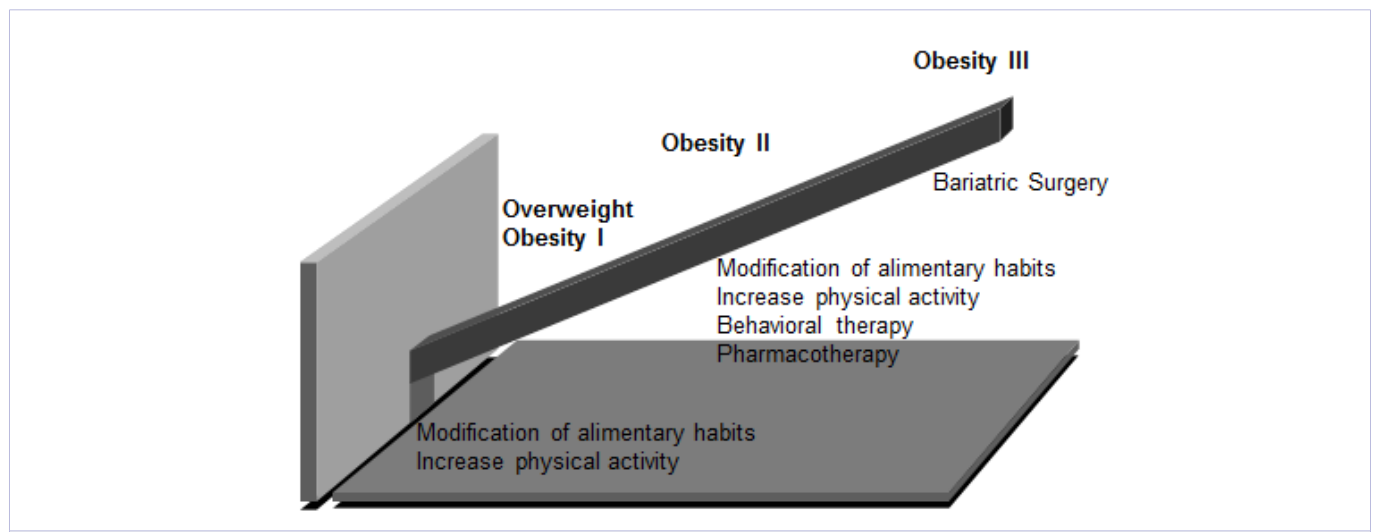 Obesity III
Obesity II
Bariatric Surgery
Overweight
Obesity I
Modification of alimentary habits
Increase physical activity
Behavioral therapy
Pharmacotherapy
Modification of alimentary habits
Increase physical activity